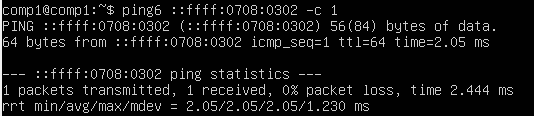 comp1@comp1:~$ ping6 ::ffff:0708:0302 -c 1
PING ::ffff:0708:0302 (::ffff:0708:0302) 56(84) bytes of data.
64 bytes from ::ffff:0708:0302 icmp_seq=1 ttl=64 time=2.05 ms

--- ::ffff:0708:0302 ping statistics ---
1 packets transmitted, 1 received, 0% packet loss, time 2.444 ms
rrt min/avg/max/mdev = 2.05/2.05/2.05/1.230 ms